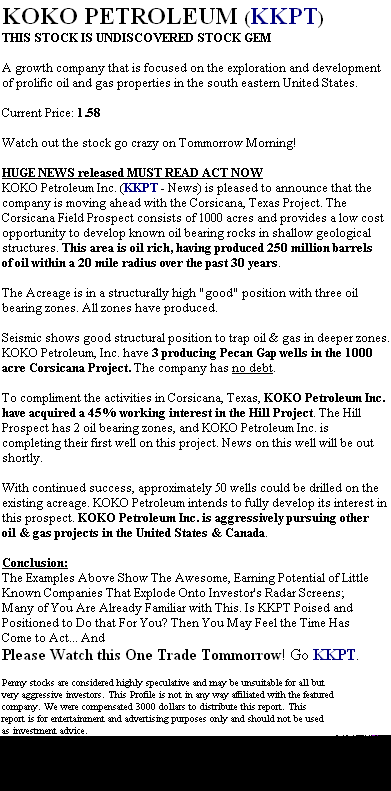 KOKO PETROLEUM (KKPT)
THIS STOCK IS UNDISCOVERED STOCK GEM
A growth company that is focused on the exploration and development
of prolific oil and gas properties in the south eastern United States.
Current Price: 1.58
Watch out the stock go crazy on Tommorrow Morning!
HUGE NEWS released MUST READ ACT NOW
KOKO Petroleum Inc. (KKPT - News) is pleased to announce that the
company is moving ahead with the Corsicana, Texas Project. The
Corsicana Field Prospect consists of 1000 acres and provides a low cost
opportunity to develop known oil bearing rocks in shallow geological
structures. This area is oil rich, having produced 250 million barrels
of oil within a 20 mile radius over the past 30 years.
The Acreage is in a structurally high "good" position with three oil
bearing zones. All zones have produced.
Seismic shows good structural position to trap oil & gas in deeper zones.
KOKO Petroleum, Inc. have 3 producing Pecan Gap wells in the 1000
acre Corsicana Project. The company has no debt.
To compliment the activities in Corsicana, Texas, KOKO Petroleum Inc.
have acquired a 45% working interest in the Hill Project. The Hill
Prospect has 2 oil bearing zones, and KOKO Petroleum Inc. is
completing their first well on this project. News on this well will be out
shortly.
With continued success, approximately 50 wells could be drilled on the
existing acreage. KOKO Petroleum intends to fully develop its interest in
this prospect. KOKO Petroleum Inc. is aggressively pursuing other
oil & gas projects in the United States & Canada.
Conclusion:
The Examples Above Show The Awesome, Earning Potential of Little
Known Companies That Explode Onto Investor's Radar Screens;
Many of You Are Already Familiar with This. Is KKPT Poised and
Positioned to Do that For You? Then You May Feel the Time Has
Come to Act... And
Please Watch this One Trade Tommorrow! Go KKPT.
Penny stocks are considered highly speculative and may be unsuitable for all but
very aggressive investors. This Profile is not in any way affiliated with the featured
company. We were compensated 3000 dollars to distribute this report. This
report is for entertainment and advertising purposes only and should not be used
as investment advice.